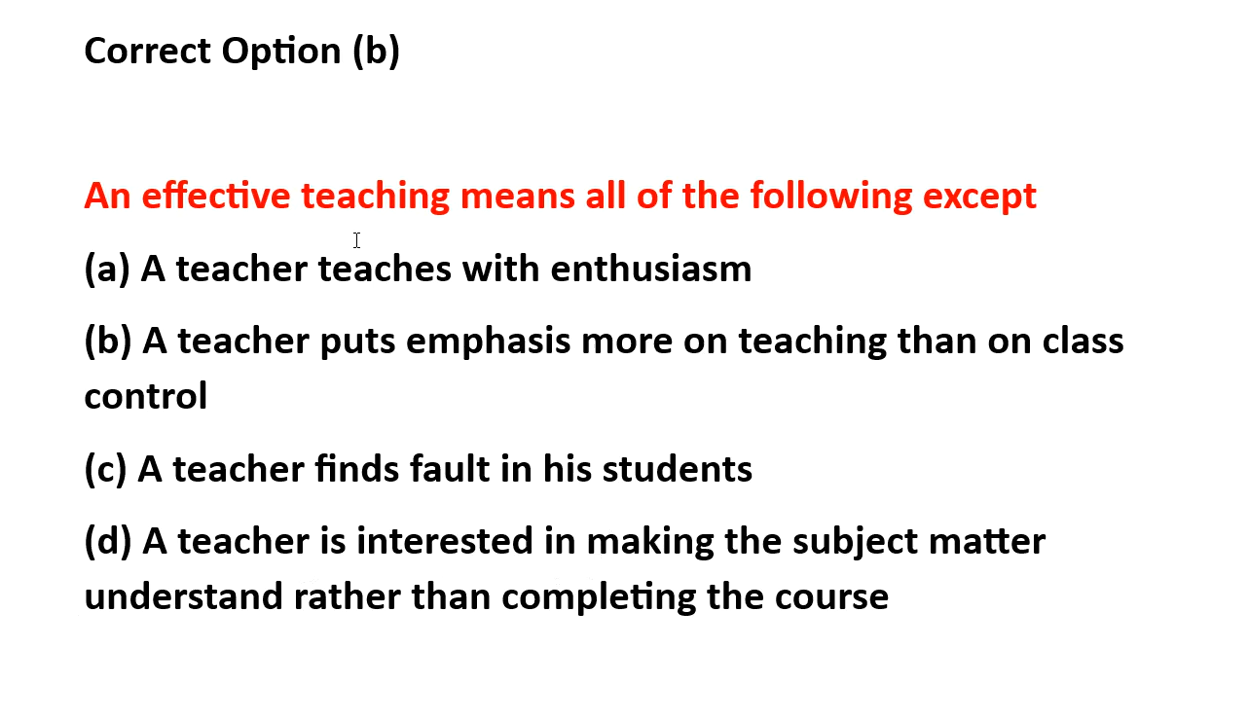 Correct Option (b)
An effective teaching means all of the following except
(a) A teacher teaches with enthusiasm
(b) A teacher puts emphasis more on teaching than on class
control
(c) A teacher finds fault in his students
(d) A teacher is interested in making the subject matter
understand rather than completing the course